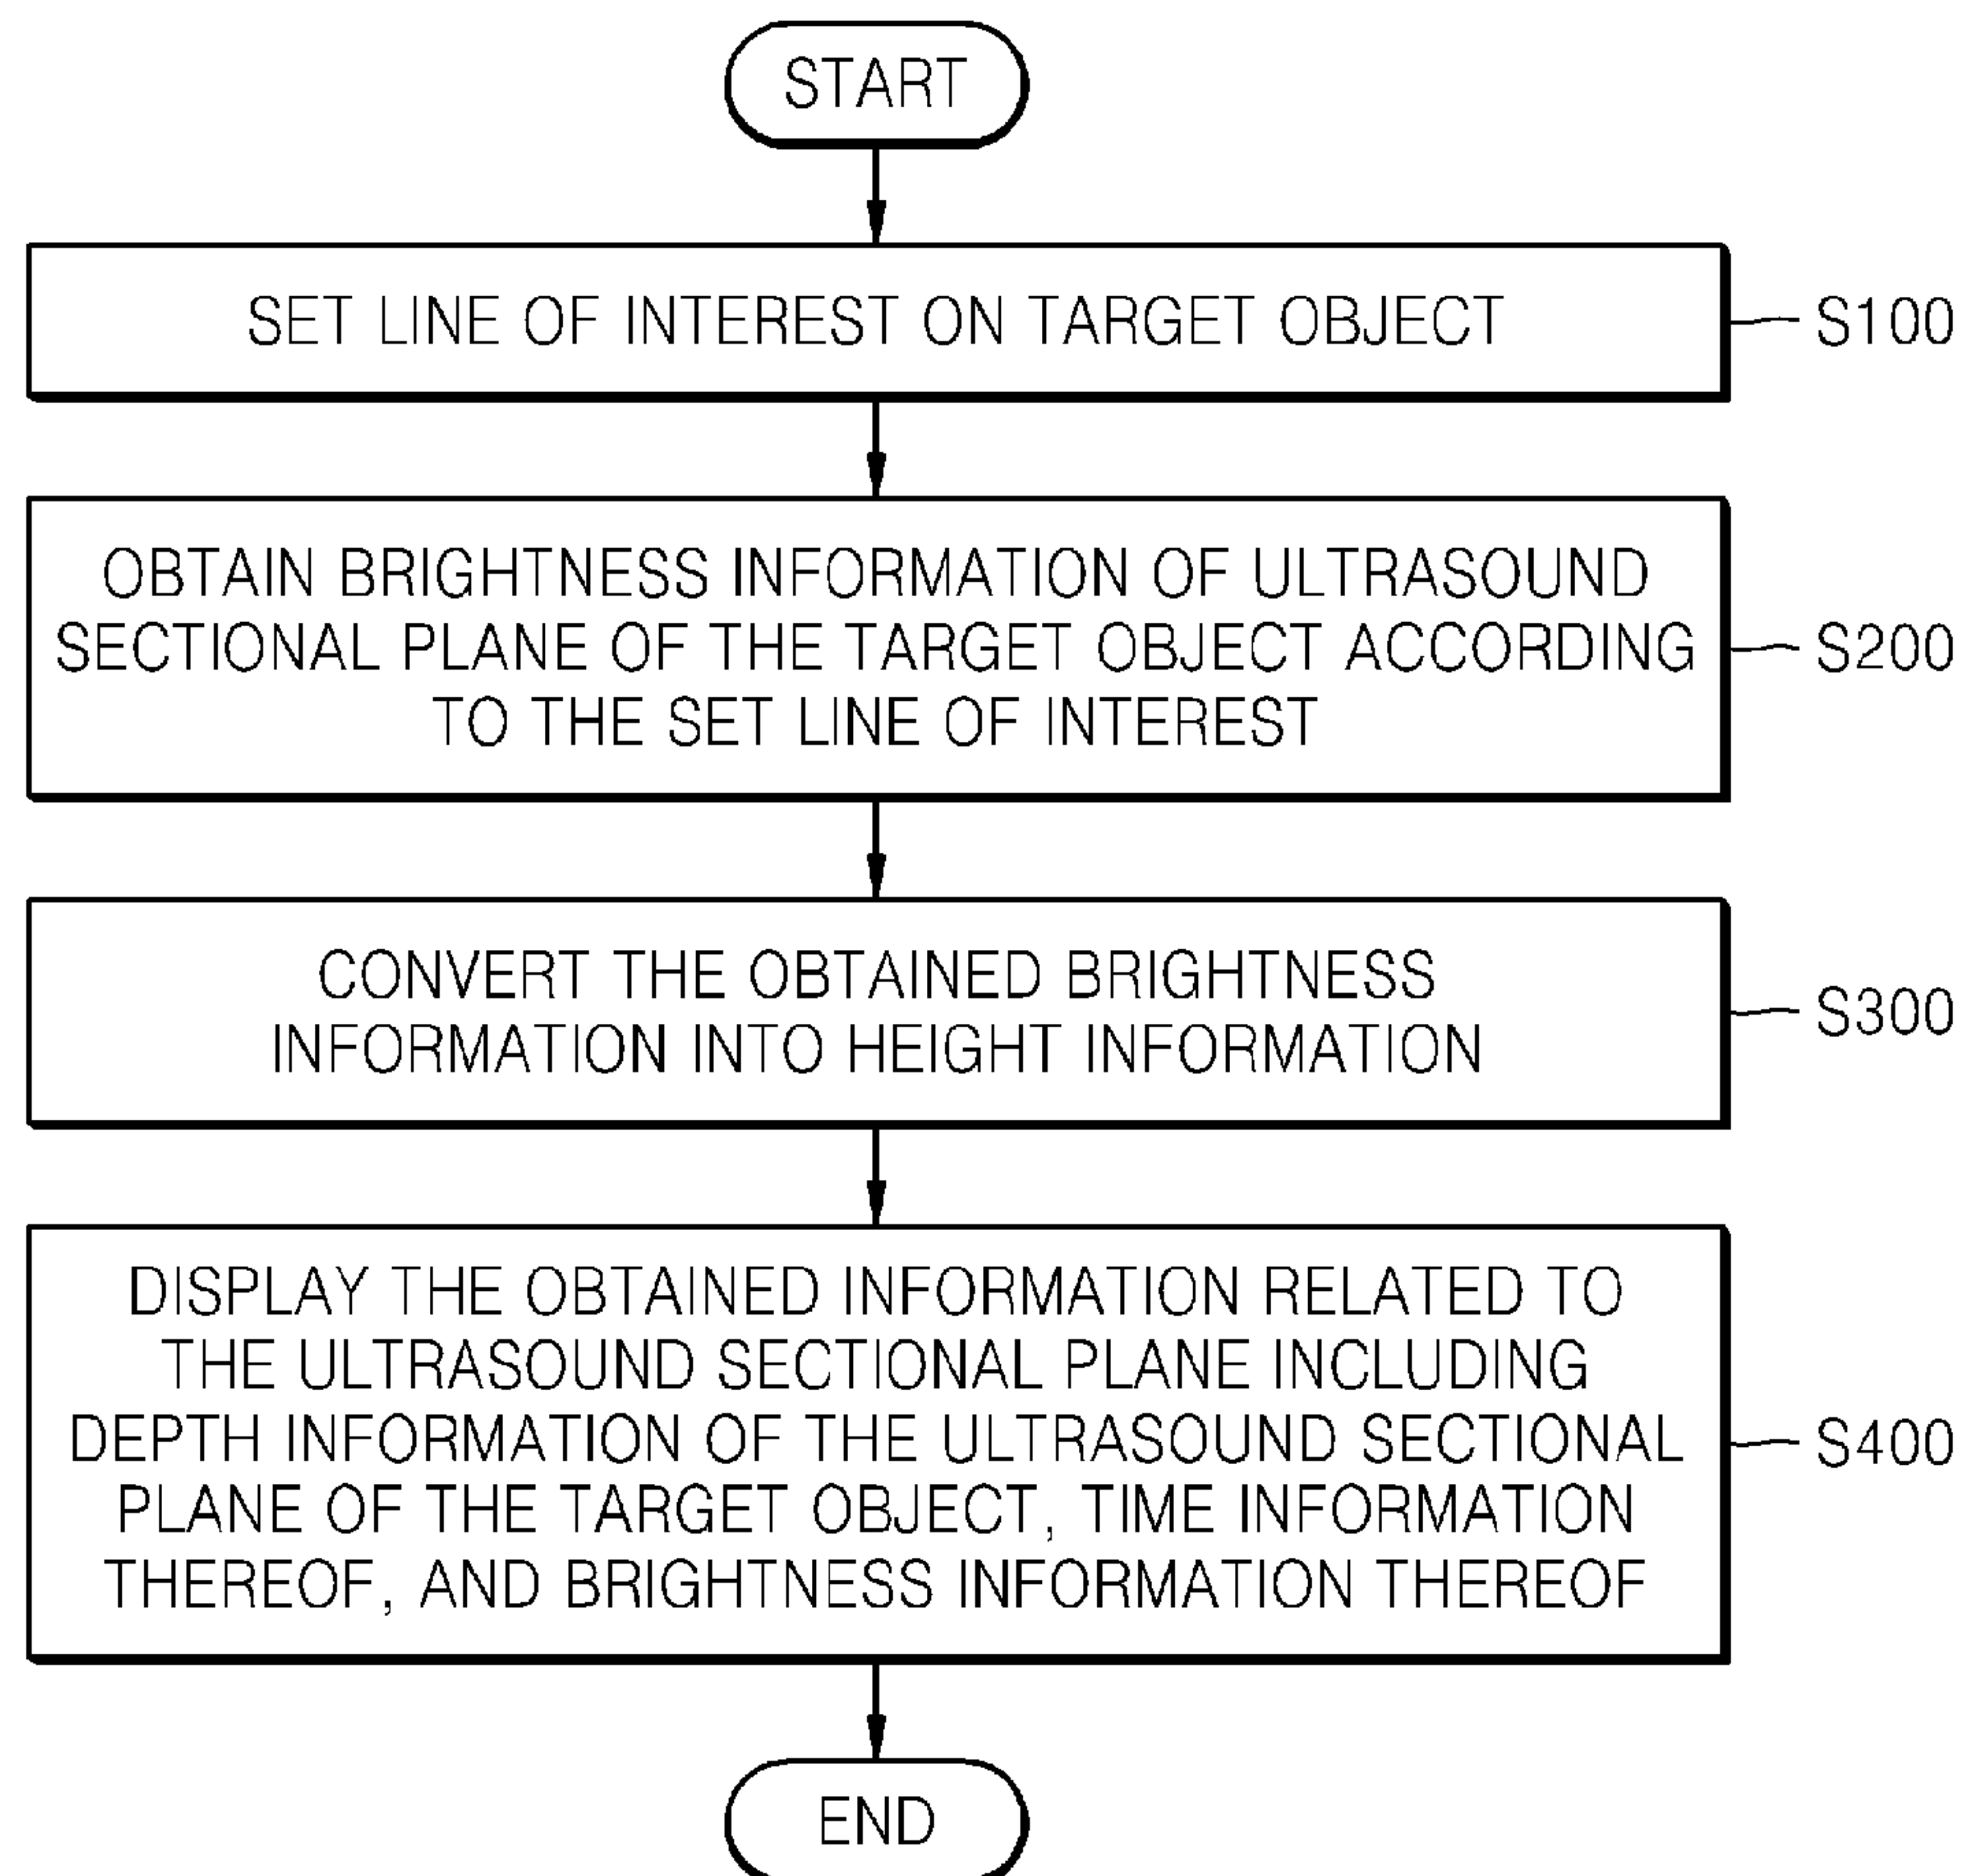 START
SET LINE OF INTEREST ON TARGET OBJECT
S100
OBTAIN BRIGHTNESS INFORMATION OF ULTRASOUND
SECTIONAL PLANE OF THE TARGET OBJECT ACCORDING
TO THE SET LINE OF INTEREST
S200
CONVERT THE OBTAINED BRIGHTNESS
INFORMATION INTO HEIGHT INFORMATION
S300
DISPLAY THE OBTAINED INFORMATION RELATED TO
THE ULTRASOUND SECTIONAL PLANE INCLUDING
DEPTH INFORMATION OF THE ULTRASOUND SECTIONAL
PLANE OF THE TARGET OBJECT, TIME INFORMATION
THEREOF, AND BRIGHTNESS INFORMATION THEREOF
S400
END